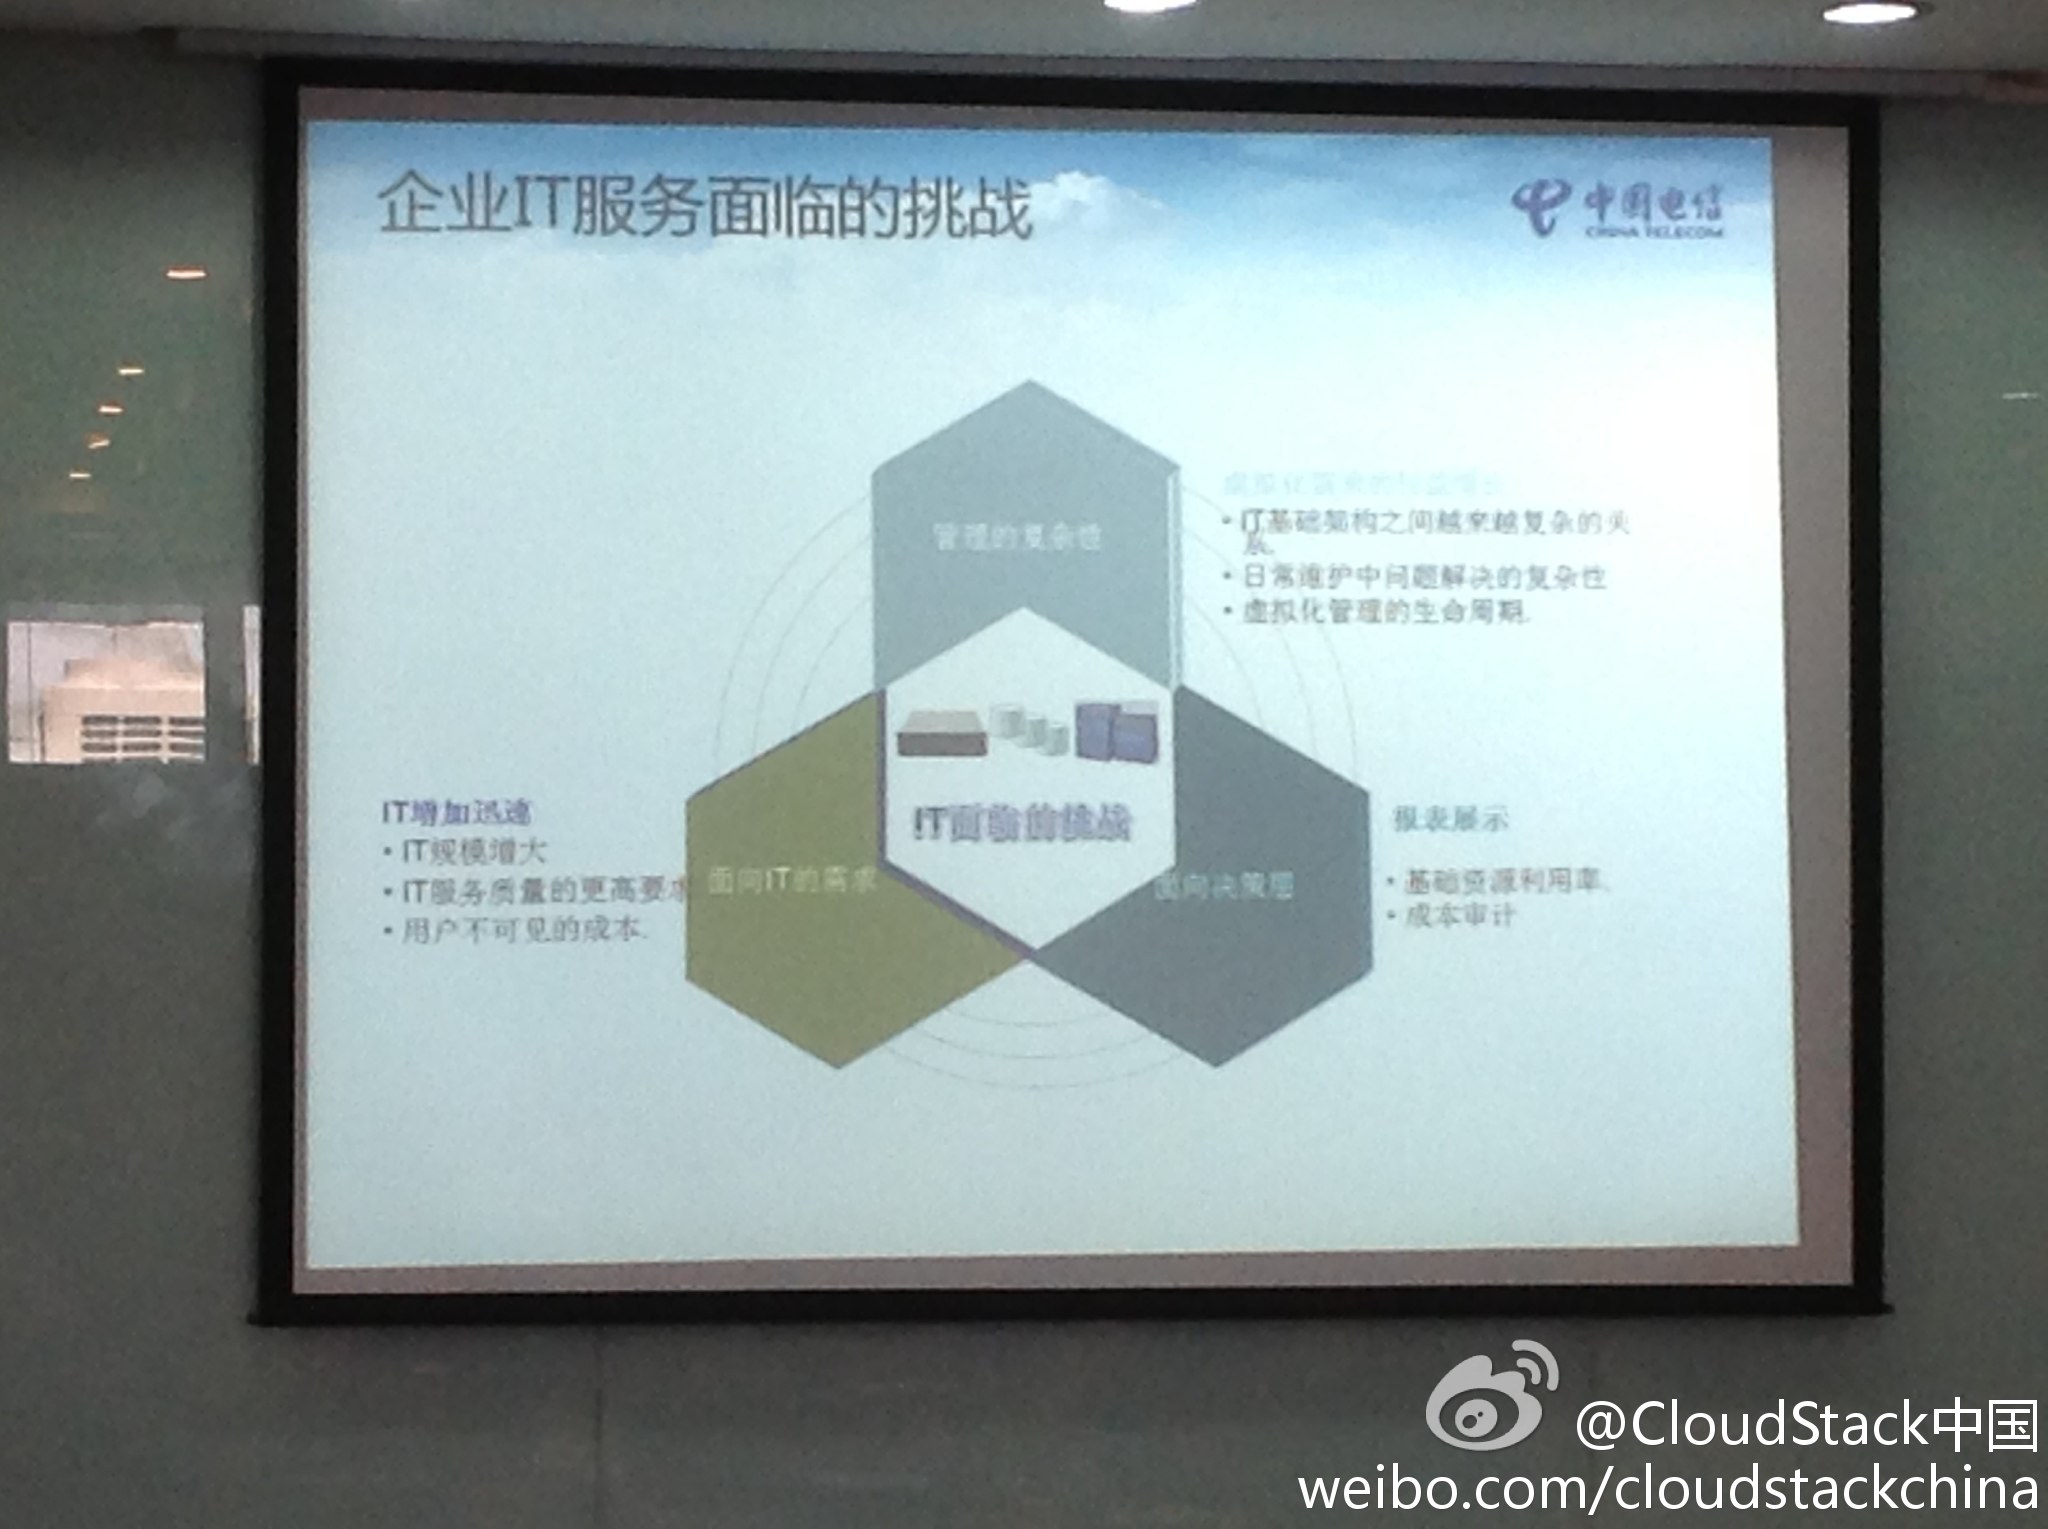 企业IT服务面临的挑战
中国电信
CHINA TELECOM
管理的复杂性
• IT基础架构之间越来越复杂的关
系.
• 日常维护中问题解决的复杂性
• 虚拟化管理的生命周期.
IT增加迅速
• IT规模增大
• IT服务质量的更高要求
• 用户不可见的成本.
面向IT的需求
IT面临的挑战
面向决策层
报表展示
• 基础资源利用率.
• 成本审计
@CloudStack中国
weibo.com/cloudstackchina